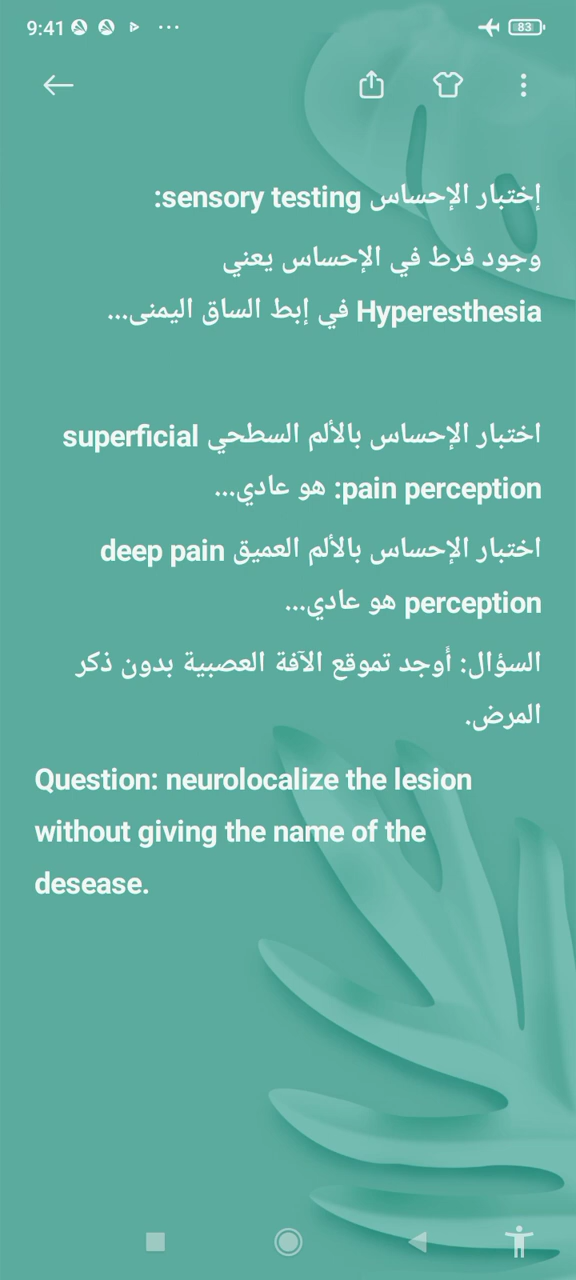 9:41
83
إختبار الإحساس sensory testing:
وجود فرط في الإحساس يعني
Hyperesthesia في إبط الساق اليمنى...
اختبار الإحساس بالألم السطحي superficial
pain perception: هو عادي...
اختبار الإحساس بالألم العميق deep pain
perception هو عادي...
السؤال: أوجد تموقع الآفة العصبية بدون ذكر
المرض.
Question: neurolocalize the lesion
without giving the name of the
desease.